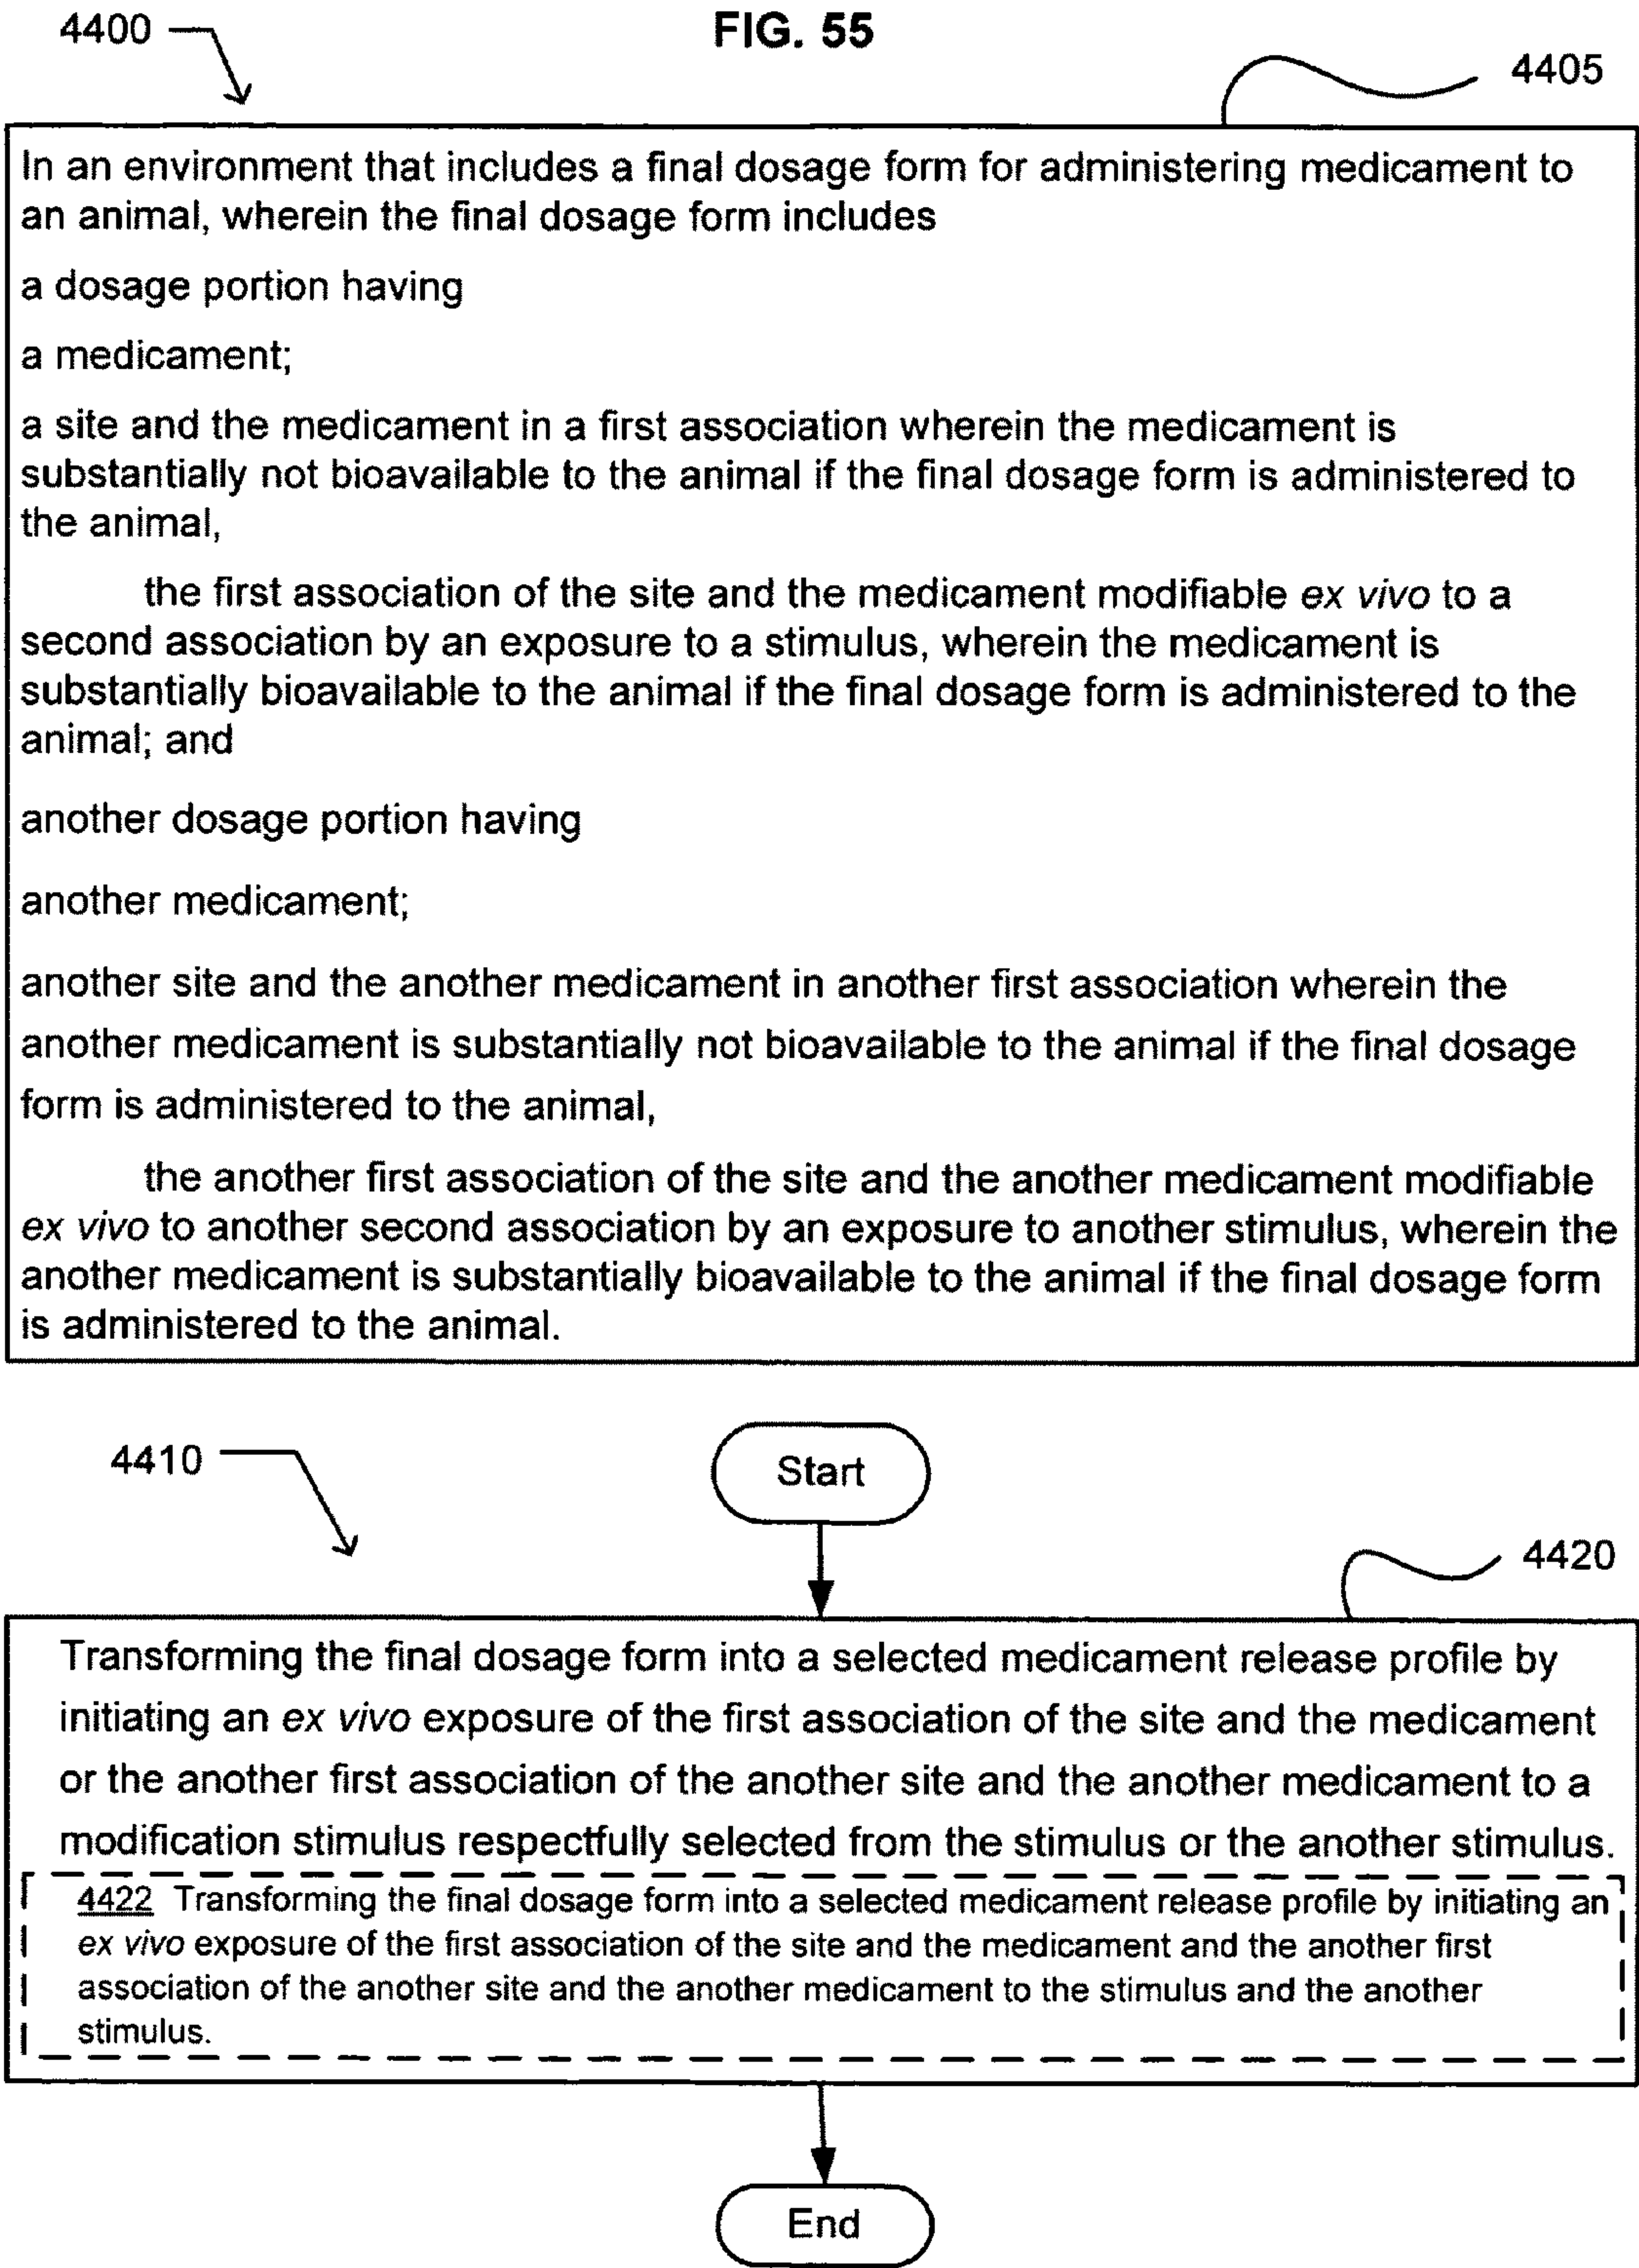 FIG. 55
4400
4405
In an environment that includes a final dosage form for administering medicament to
an animal, wherein the final dosage form includes
a dosage portion having
a medicament;
a site and the medicament in a first association wherein the medicament is
substantially not bioavailable to the animal if the final dosage form is administered to
the animal,
the first association of the site and the medicament modifiable ex vivo to a
second association by an exposure to a stimulus, wherein the medicament is
substantially bioavailable to the animal if the final dosage form is administered to the
animal; and
another dosage portion having
another medicament;
another site and the another medicament in another first association wherein the
another medicament is substantially not bioavailable to the animal if the final dosage
form is administered to the animal,
the another first association of the site and the another medicament modifiable
ex vivo to another second association by an exposure to another stimulus, wherein the
another medicament is substantially bioavailable to the animal if the final dosage form
is administered to the animal.
4410
Start
4420
Transforming the final dosage form into a selected medicament release profile by
initiating an ex vivo exposure of the first association of the site and the medicament
or the another first association of the another site and the another medicament to a
modification stimulus respectfully selected from the stimulus or the another stimulus.
4422 Transforming the final dosage form into a selected medicament release profile by initiating an
ex vivo exposure of the first association of the site and the medicament and the another first
association of the another site and the another medicament to the stimulus and the another
stimulus.
End